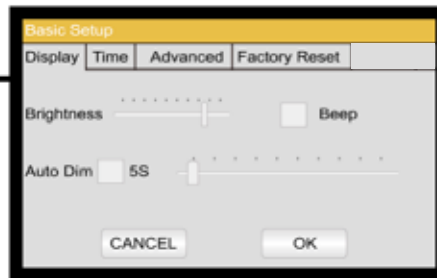 Basic Setup
Display Time Advanced Factory Reset
Brightness Beep
Auto Dim 5S
CANCEL OK